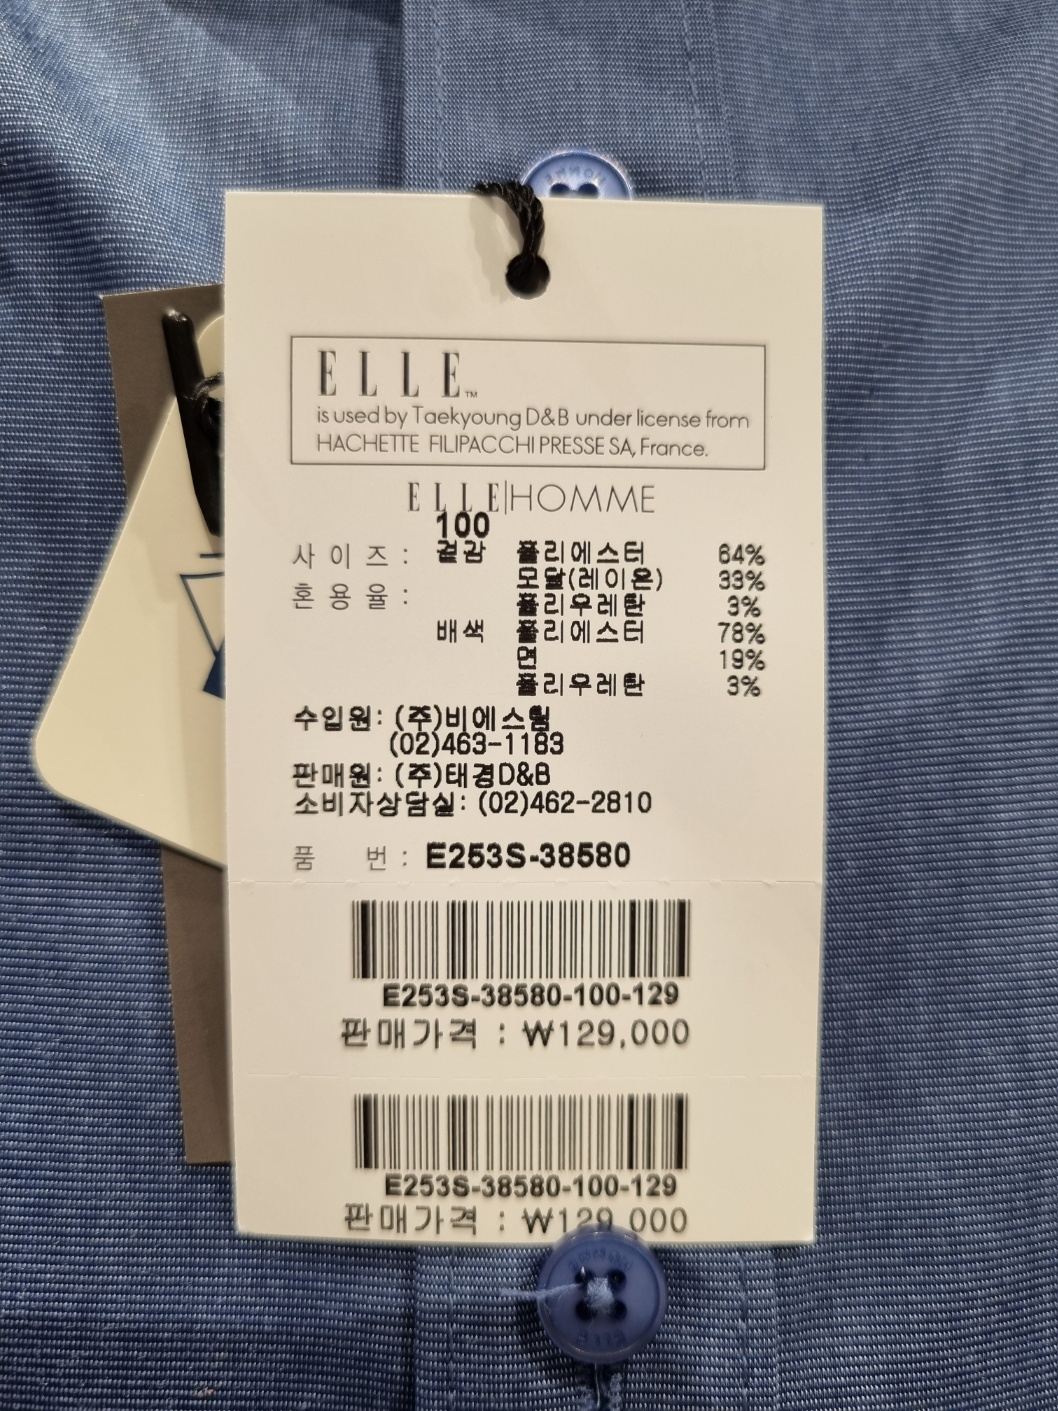 ELLE™
is used by Taekyoung D&B under license from
HACHETTE FILIPACCHI PRESSE SA, France.
ELLE|HOMME
100
사 이 즈 : 겉감 폴리에스터 64%
모달(레이온) 33%
혼 용 율 :
폴리우레탄 3%
배색 폴리에스터 78%
면 19%
폴리우레탄 3%
수입원: (주)비에스팀
(02)463-1183
판매원: (주)태경D&B
소비자상담실: (02)462-2810
품 번 : E253S-38580
E253S-38580-100-129
판매가격 : ₩129,000
E253S-38580-100-129
판매가격 : ₩129,000
ELLE